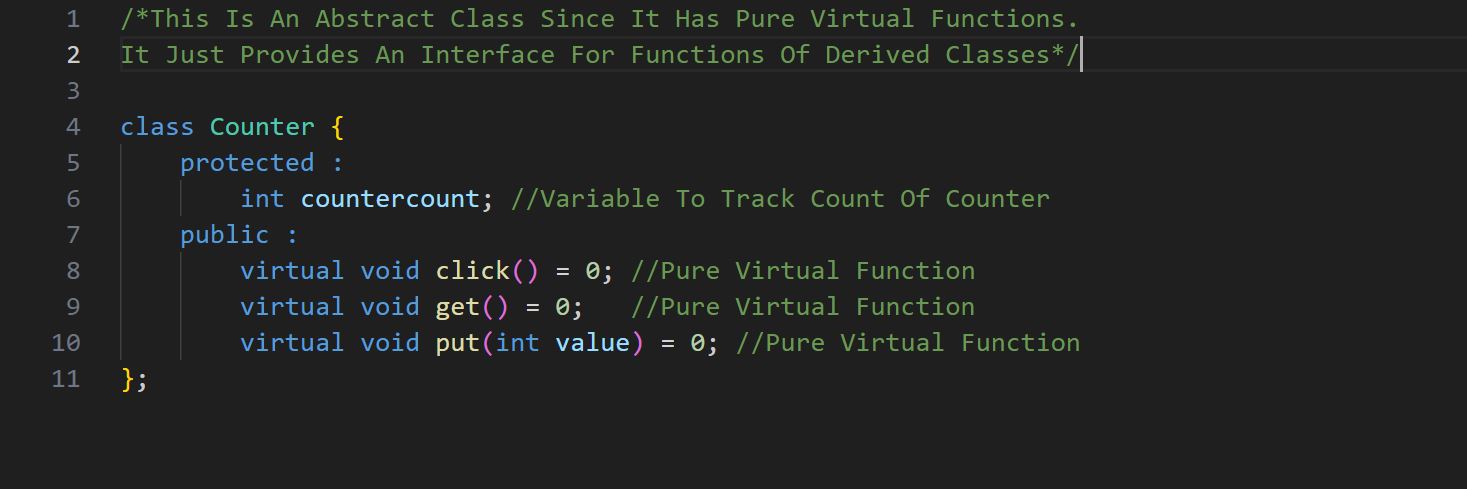 1 /*This Is An Abstract Class Since It Has Pure Virtual Functions.
2 It Just Provides An Interface For Functions Of Derived Classes*/
3
4 class Counter {
5     protected :
6         int countercount; //Variable To Track Count Of Counter
7     public :
8         virtual void click() = 0; //Pure Virtual Function
9         virtual void get() = 0;   //Pure Virtual Function
10         virtual void put(int value) = 0; //Pure Virtual Function
11 };